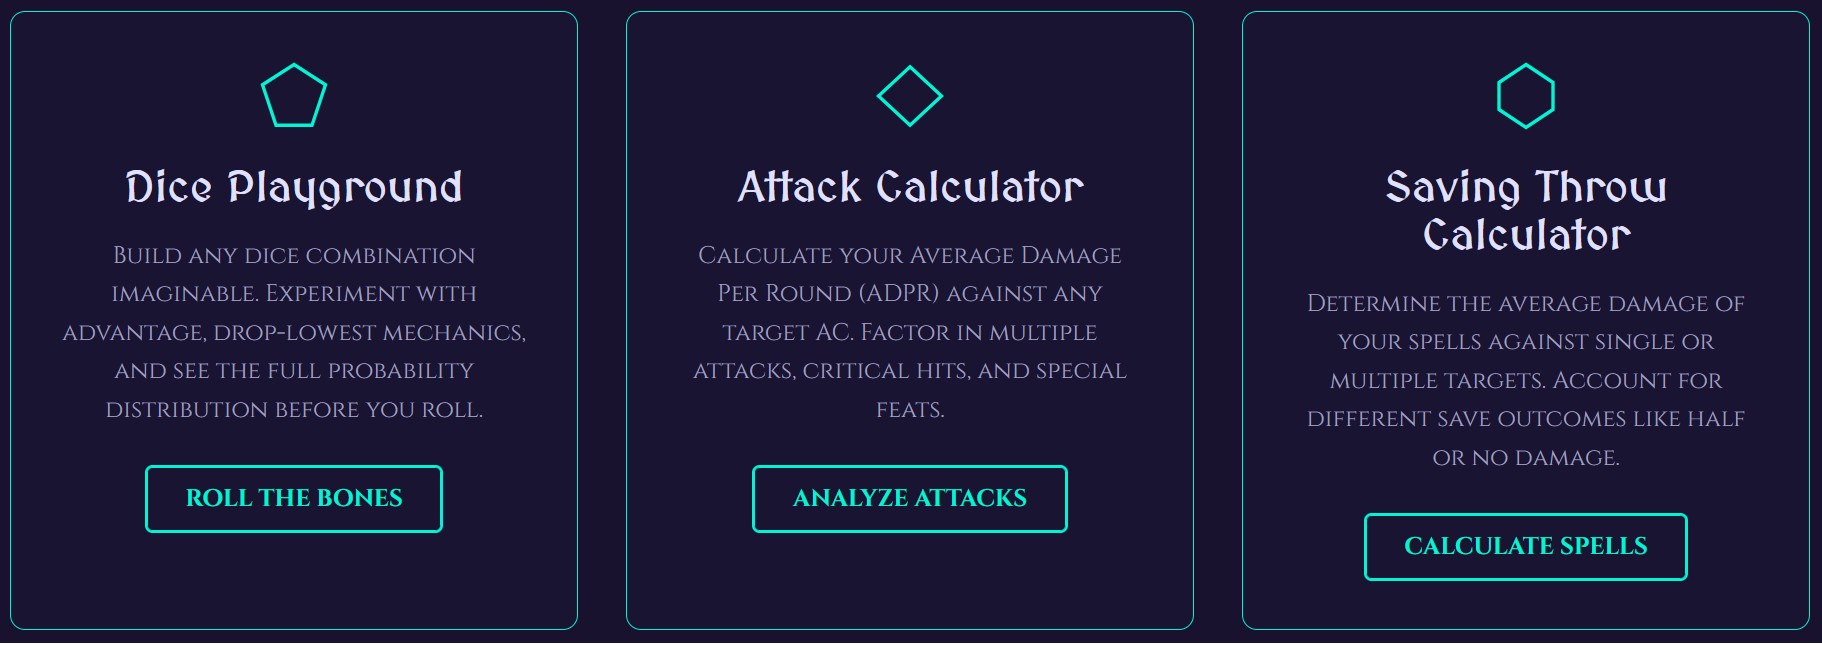 Dice Playground
Build any dice combination
imaginable. Experiment with
advantage, drop-lowest mechanics,
and see the full probability
distribution before you roll.
ROLL THE BONES
Attack Calculator
Calculate your Average Damage
Per Round (ADPR) against any
target AC. Factor in multiple
attacks, critical hits, and special
feats.
ANALYZE ATTACKS
Saving Throw
Calculator
Determine the average damage of
your spells against single or
multiple targets. Account for
different save outcomes like half
or no damage.
CALCULATE SPELLS